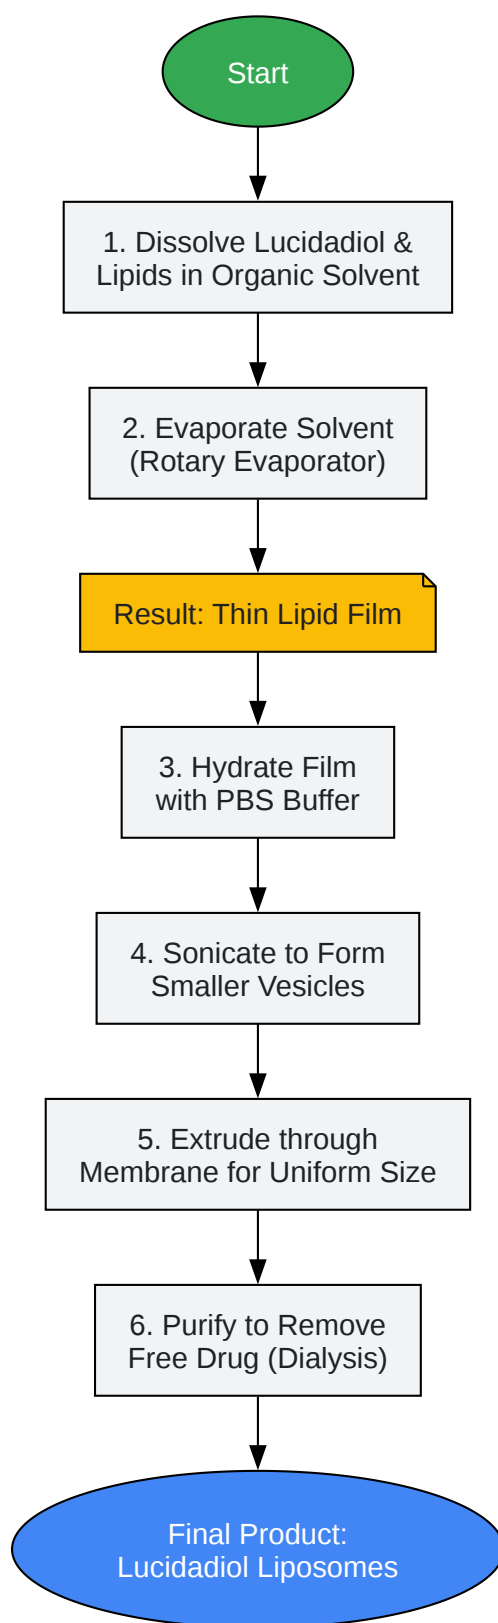 Start
1. Dissolve Lucidadiol &
Lipids in Organic Solvent
2. Evaporate Solvent
(Rotary Evaporator)
Result: Thin Lipid Film
3. Hydrate Film
with PBS Buffer
4. Sonicate to Form
Smaller Vesicles
5. Extrude through
Membrane for Uniform Size
6. Purify to Remove
Free Drug (Dialysis)
Final Product:
Lucidadiol Liposomes